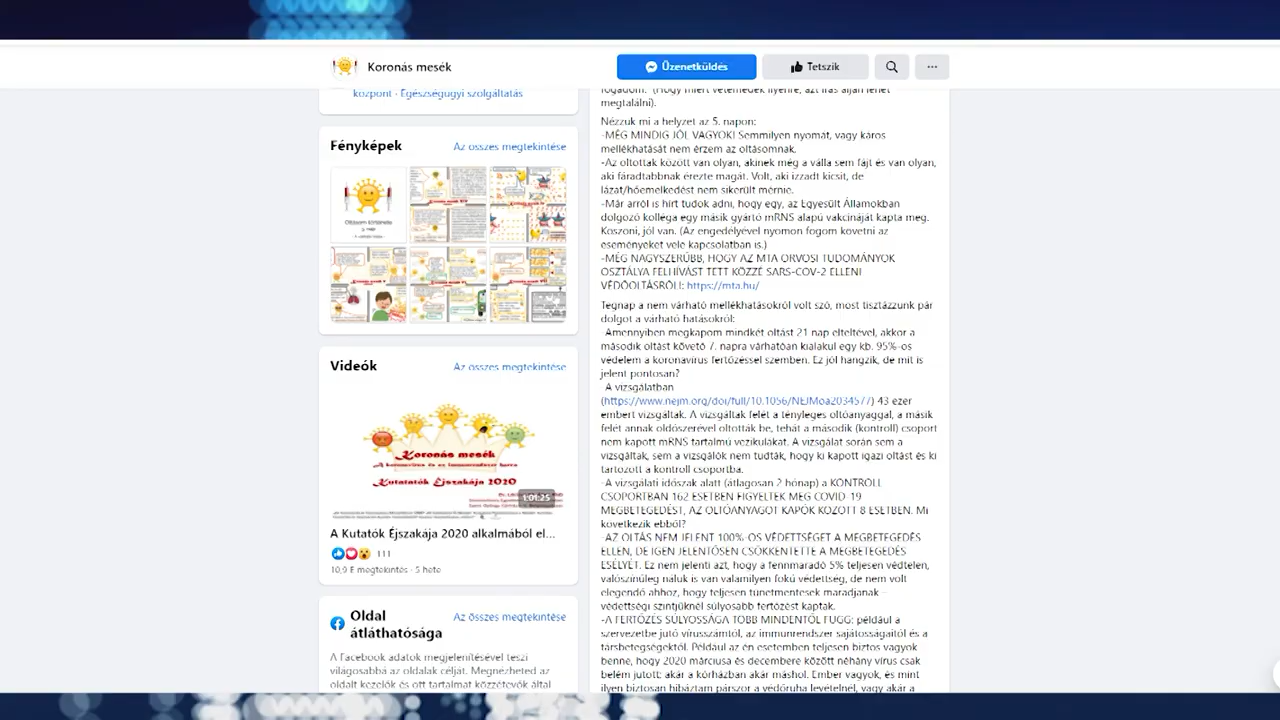 Koronás mesék
Üzenetküldés
Tetszik
központ · Egészségügyi szolgáltatás
Fényképek
Az összes megtekintése
Videók
Az összes megtekintése
Koronás mesék
A koronavírus és az immunrendszer harca
Kutatók Éjszakája 2020
1:01:25
A Kutatók Éjszakája 2020 alkalmából el...
111
10,9 E megtekintés · 5 hete
Oldal
átláthatósága
Az összes megtekintése
A Facebook adatok megjelenítésével teszi
világosabbá az oldalak célját. Megnézheted az
oldalt kezelők és ott tartalmat közzétevők által
fogadom. (Hogy miért vetemedek ilyenre, azt írás alján lehet
megtalálni).
Nézzük mi a helyzet az 5. napon:
-MÉG MINDIG JÓL VAGYOK! Semmilyen nyomát, vagy káros
mellékhatását nem érzem az oltásomnak.
-Az oltottak között van olyan, akinek még a válla sem fájt és van olyan,
aki fáradtabbnak érezte magát. Volt, aki izzadt kicsit, de
lázat/hőemelkedést nem sikerült mérnie.
-Már arról is hírt tudok adni, hogy egy, az Egyesült Államokban
dolgozó kolléga egy másik gyártó mRNS alapú vakcináját kapta meg.
Köszöni, jól van. (Az engedélyével nyomon fogom követni az
eseményeket vele kapcsolatban is.)
-MÉG NAGYSZERŰBB, HOGY AZ MTA ORVOSI TUDOMÁNYOK
OSZTÁLYA FELHÍVÁST TETT KÖZZÉ SARS-COV-2 ELLENI
VÉDŐOLTÁSRÓL!: https://mta.hu/
Tegnap a nem várható mellékhatásokról volt szó, most tisztázzunk pár
dolgot a várható hatásokról:
-Amennyiben megkapom mindkét oltást 21 nap elteltével, akkor a
második oltást követő 7. napra várhatóan kialakul egy kb. 95%-os
védelem a koronavírus fertőzéssel szemben. Ez jól hangzik, de mit is
jelent pontosan?
-A vizsgálatban
(https://www.nejm.org/doi/full/10.1056/NEJMoa2034577) 43 ezer
embert vizsgáltak. A vizsgáltak felét a tényleges oltóanyaggal, a másik
felét annak oldószerével oltották be, tehát a második (kontroll) csoport
nem kapott mRNS tartalmú vezikulákat. A vizsgálat során sem a
vizsgáltak, sem a vizsgálók nem tudták, hogy ki kapott igazi oltást és ki
tartozott a kontroll csoportba.
-A vizsgálati időszak alatt (átlagosan 2 hónap) a KONTROLL
CSOPORTBAN 162 ESETBEN FIGYELTEK MEG COVID-19
MEGBETEGEDÉST, AZ OLTÓANYAGOT KAPÓK KÖZÖTT 8 ESETBEN. Mi
következik ebből?
-AZ OLTÁS NEM JELENT 100%-OS VÉDETTSÉGET A MEGBETEGEDÉS
ELLEN, DE IGEN JELENTŐSEN CSÖKKENTETTE A MEGBETEGEDÉS
ESÉLYÉT. Ez nem jelenti azt, hogy a fennmaradó 5% teljesen védtelen,
valószínűleg náluk is van valamilyen fokú védettség, de nem volt
elegendő ahhoz, hogy teljesen tünetmentesek maradjanak –
védettségi szintjüknél súlyosabb fertőzést kaptak.
-A FERTŐZÉS SÚLYOSSÁGA TÖBB MINDENTŐL FÜGG: például a
szervezetbe jutó vírusszámtól, az immunrendszer sajátosságaitól és a
társbetegségektől. Például az én esetemben teljesen biztos vagyok
benne, hogy 2020 márciusa és decembere között néhány vírus csak
belém jutott; akár a kórházban akár máshol. Ember vagyok, és mint
ilyen biztosan hibáztam párszor a védőruha levételnél, vagy akár a